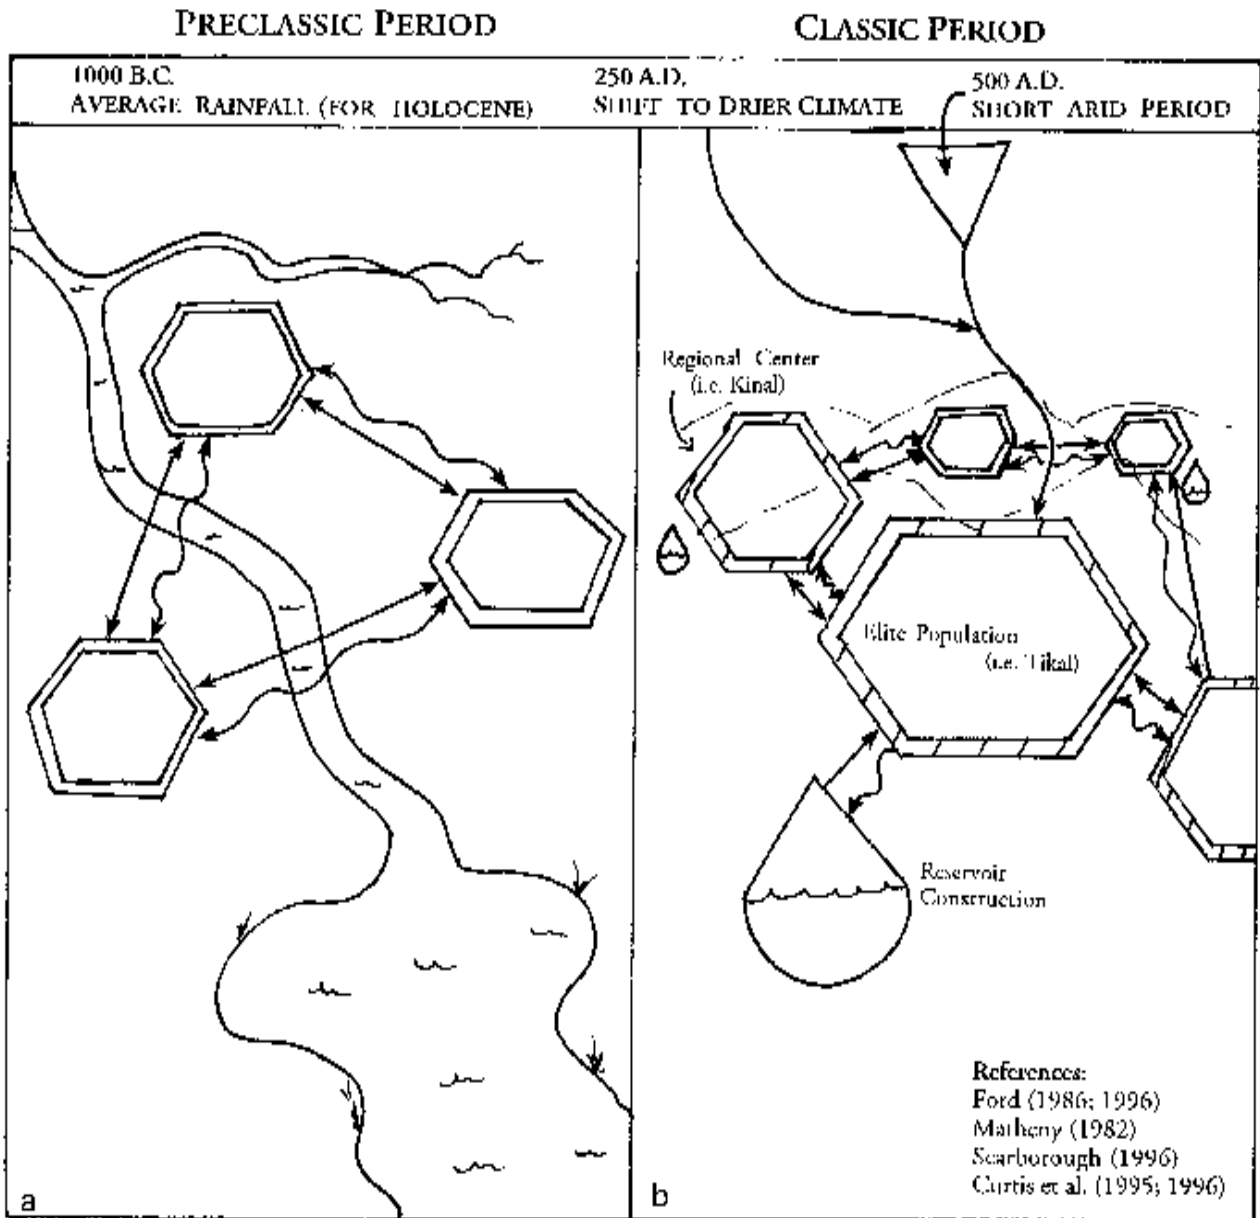 PRECLASSIC PERIOD
CLASSIC PERIOD
1000 B.C.
AVERAGE RAINFALL (FOR HOLOCENE)
250 A.D.
SHIFT TO DRIER CLIMATE
500 A.D.
SHORT ARID PERIOD
Regional Center
(i.e. Kinal)
Elite Population
(i.e. Tikal)
Reservoir
Construction
References:
Ford (1986; 1996)
Matheny (1982)
Scarborough (1996)
Curtis et al. (1995; 1996)
a
b